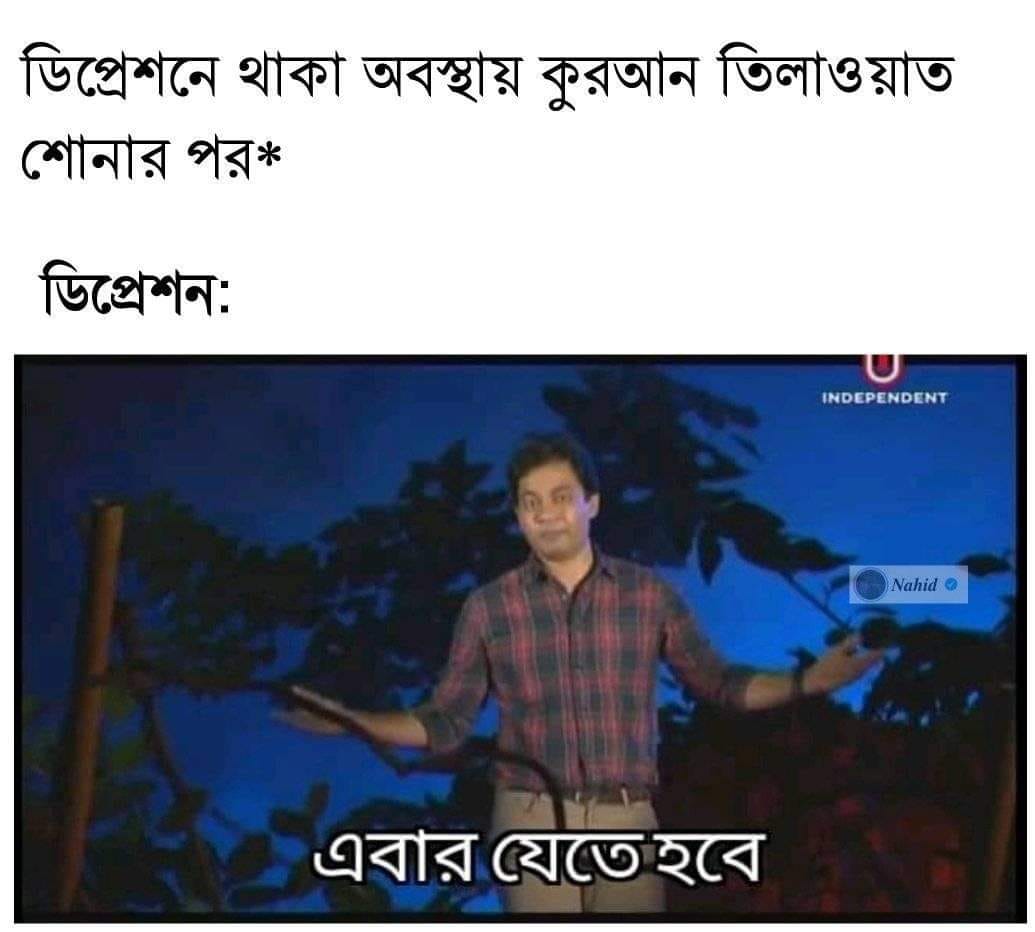 ডিপ্রেশনে থাকা অবস্থায় কুরআন তিলাওয়াত
শোনার পর*
ডিপ্রেশন:
INDEPENDENT
Nahid
এবার যেতে হবে